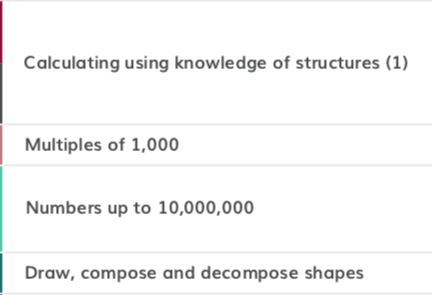 Calculating using knowledge of structures (1)
Multiples of 1,000
Numbers up to 10,000,000
Draw, compose and decompose shapes